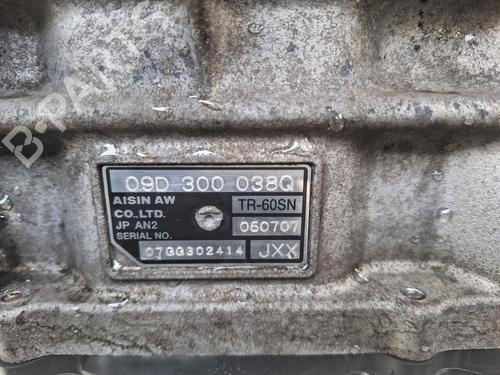 B-PARTS
09D 300 038Q
AISIN AW
CO.,LTD.
TR-60SN
JP AN2
060707
SERIAL NO.
07GG302414
JXX